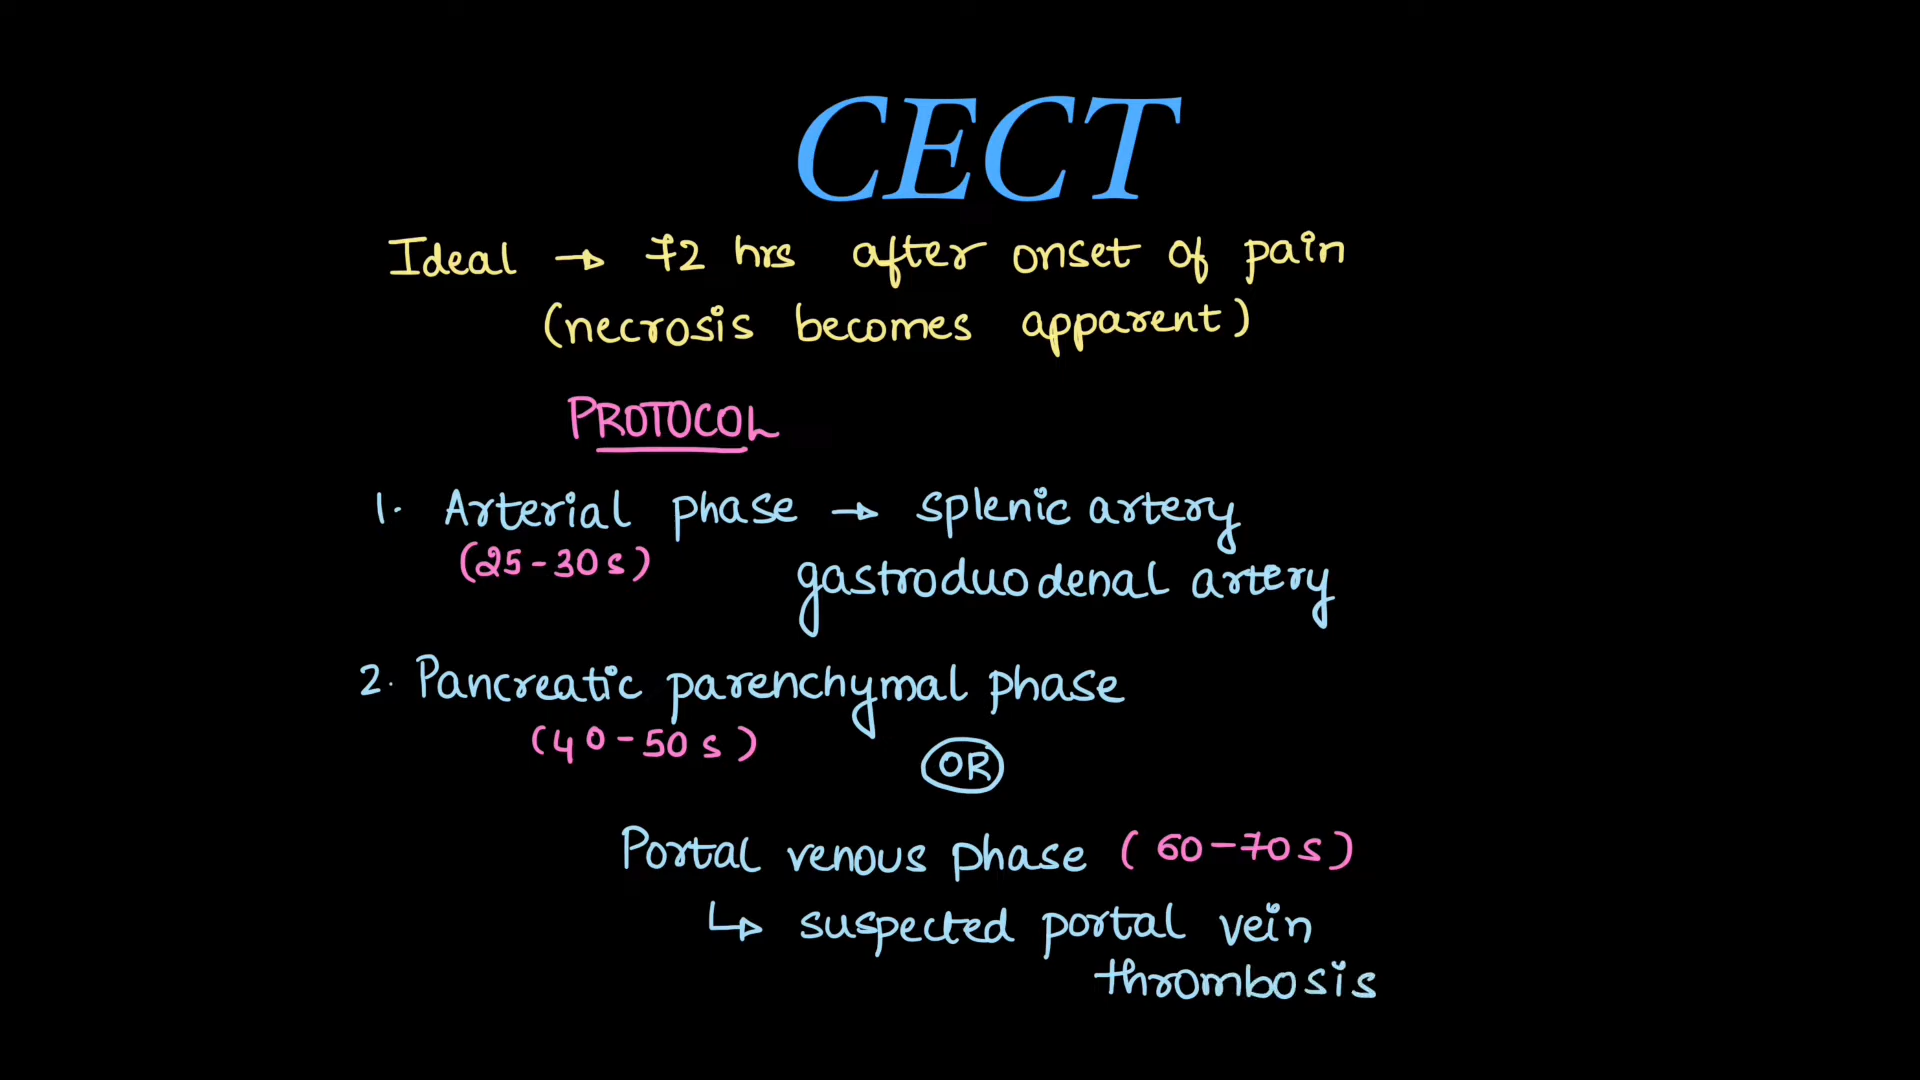 CECT
Ideal → 72 hrs after onset of pain
(necrosis becomes apparent)
PROTOCOL
1. Arterial phase → splenic artery
(25-30s) gastroduodenal artery
2. Pancreatic parenchymal phase
(40-50s)
OR
Portal venous phase (60-70s)
↳ suspected portal vein
thrombosis